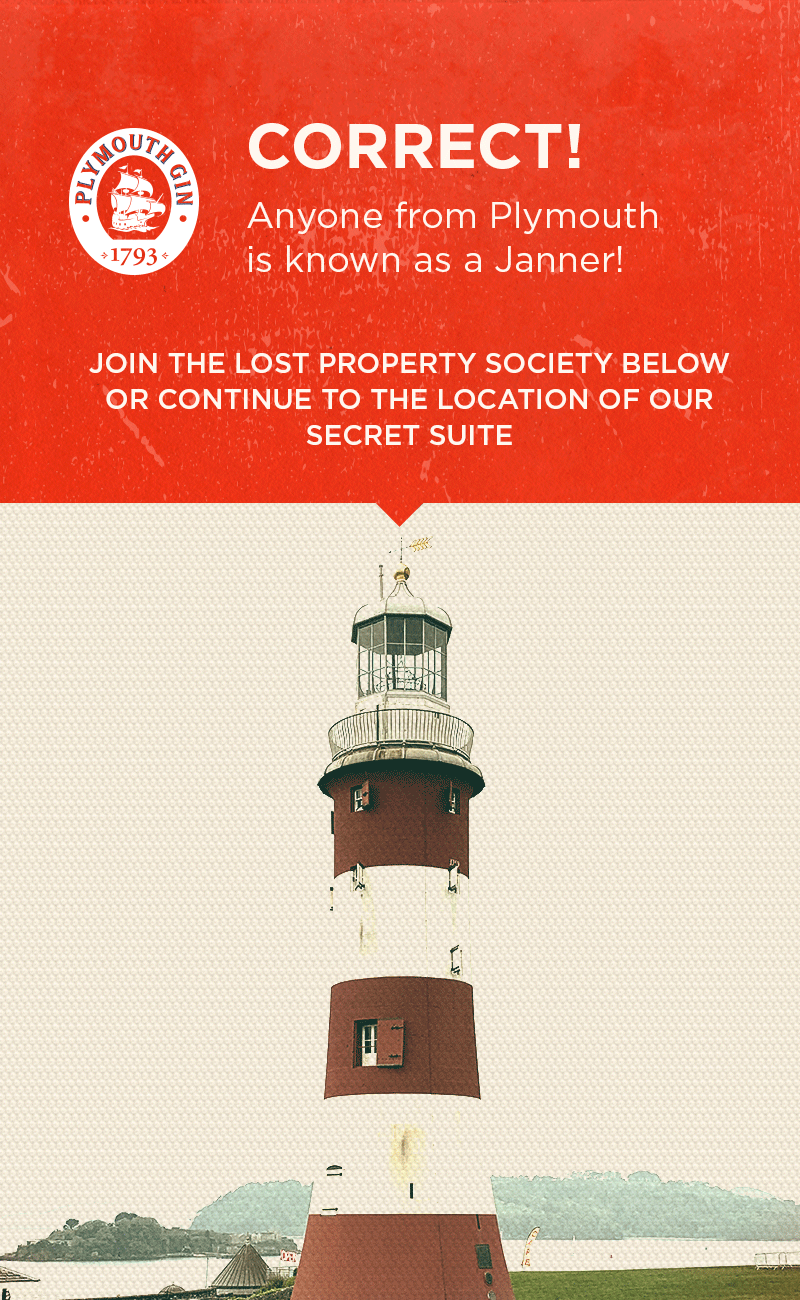 PLYMOUTH GIN
1793
CORRECT!
Anyone from Plymouth
is known as a Janner!
JOIN THE LOST PROPERTY SOCIETY BELOW
OR CONTINUE TO THE LOCATION OF OUR
SECRET SUITE